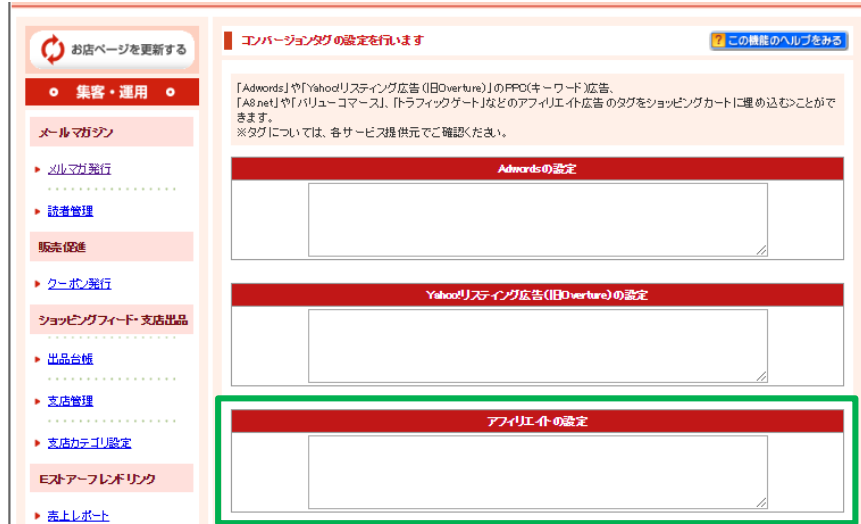 お店ページを更新する
集客・運用
メールマガジン
メルマガ発行
読者管理
販売促進
クーポン発行
ショッピングフィード・支店出品
出品台帳
支店管理
支店カテゴリ設定
Eストアーフレンドリンク
売上レポート
コンバージョンタグの設定を行います
?この機能のヘルプをみる
「Adwords」や「Yahoo!リスティング広告(旧Overture)」のPPC(キーワード)広告、
「A8.net」や「バリューコマース」、「トラフィックゲート」などのアフィリエイト広告のタグをショッピングカートに埋め込む>ことがで
きます。
※タグについては、各サービス提供元でご確認ください。
Adwordsの設定
Yahoo!リスティング広告(旧Overture)の設定
アフィリエイトの設定